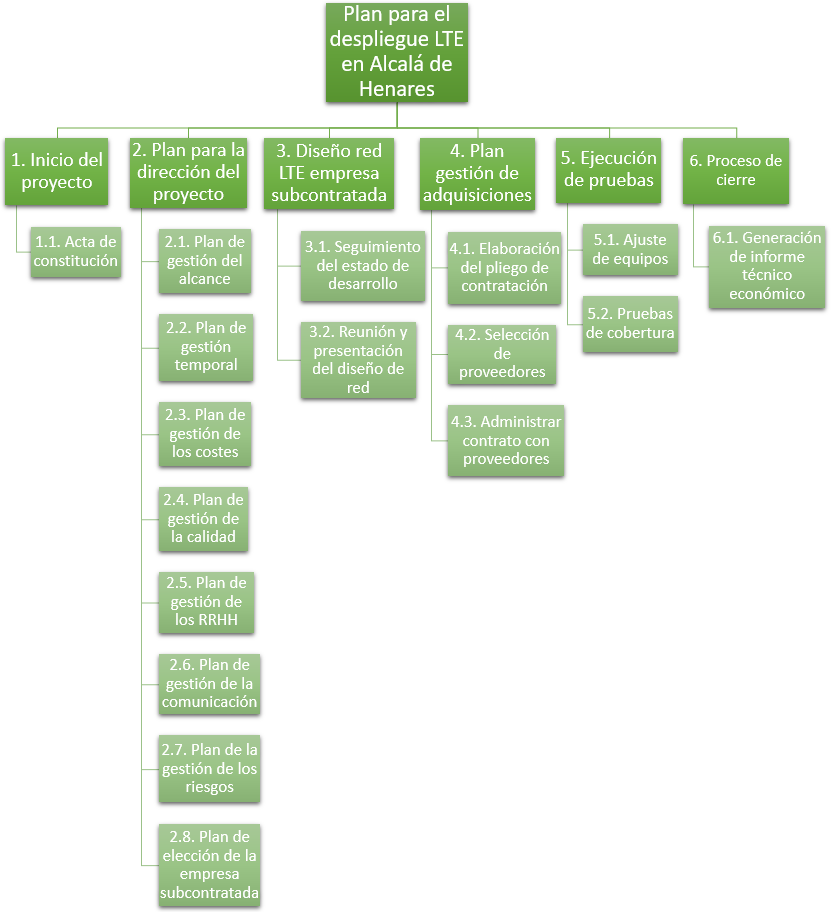 Plan para el
despliegue LTE
en Alcalá de
Henares
1. Inicio del
proyecto
1.1. Acta de
constitución
2. Plan para la
dirección del
proyecto
2.1. Plan de
gestión del
alcance
2.2. Plan de
gestión
temporal
2.3. Plan de
gestión de
los costes
2.4. Plan de
gestión de
la calidad
2.5. Plan de
gestión de
los RRHH
2.6. Plan de
gestión de la
comunicación
2.7. Plan de la
gestión de los
riesgos
2.8. Plan de
elección de la
empresa
subcontratada
3. Diseño red
LTE empresa
subcontratada
3.1. Seguimiento
del estado de
desarrollo
3.2. Reunión y
presentación
del diseño de
red
4. Plan
gestión de
adquisiciones
4.1. Elaboración
del pliego de
contratación
4.2. Selección
de
proveedores
4.3. Administrar
contrato con
proveedores
5. Ejecución
de pruebas
5.1. Ajuste
de equipos
5.2. Pruebas
de cobertura
6. Proceso de
cierre
6.1. Generación
de informe
técnico
económico